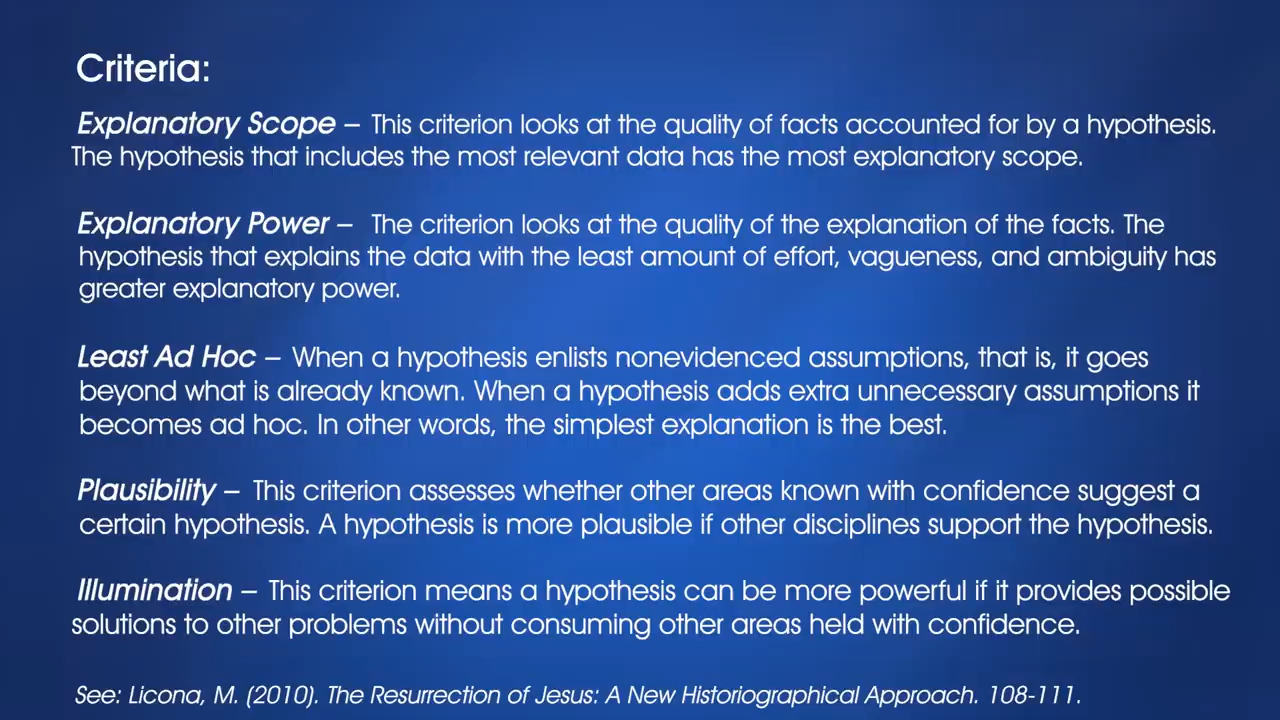 Criteria:
Explanatory Scope – This criterion looks at the quality of facts accounted for by a hypothesis.
The hypothesis that includes the most relevant data has the most explanatory scope.
Explanatory Power – The criterion looks at the quality of the explanation of the facts. The
hypothesis that explains the data with the least amount of effort, vagueness, and ambiguity has
greater explanatory power.
Least Ad Hoc – When a hypothesis enlists nonevidenced assumptions, that is, it goes
beyond what is already known. When a hypothesis adds extra unnecessary assumptions it
becomes ad hoc. In other words, the simplest explanation is the best.
Plausibility – This criterion assesses whether other areas known with confidence suggest a
certain hypothesis. A hypothesis is more plausible if other disciplines support the hypothesis.
Illumination – This criterion means a hypothesis can be more powerful if it provides possible
solutions to other problems without consuming other areas held with confidence.
See: Licona, M. (2010). The Resurrection of Jesus: A New Historiographical Approach. 108-111.